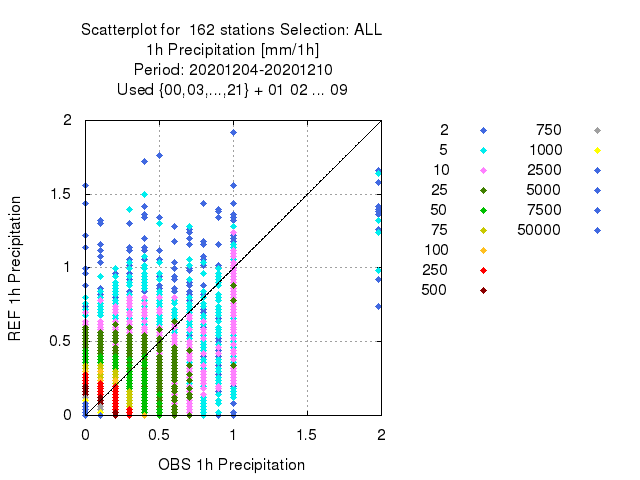 Scatterplot for 162 stations Selection: ALL
1h Precipitation [mm/1h]
Period: 20201204-20201210
Used {00,03,...,21} + 01 02 ... 09
2
1.5
1
0.5
0
REF 1h Precipitation
0 0.5 1 1.5 2
OBS 1h Precipitation
2 750
5 1000
10 2500
25 5000
50 7500
75 50000
100
250
500